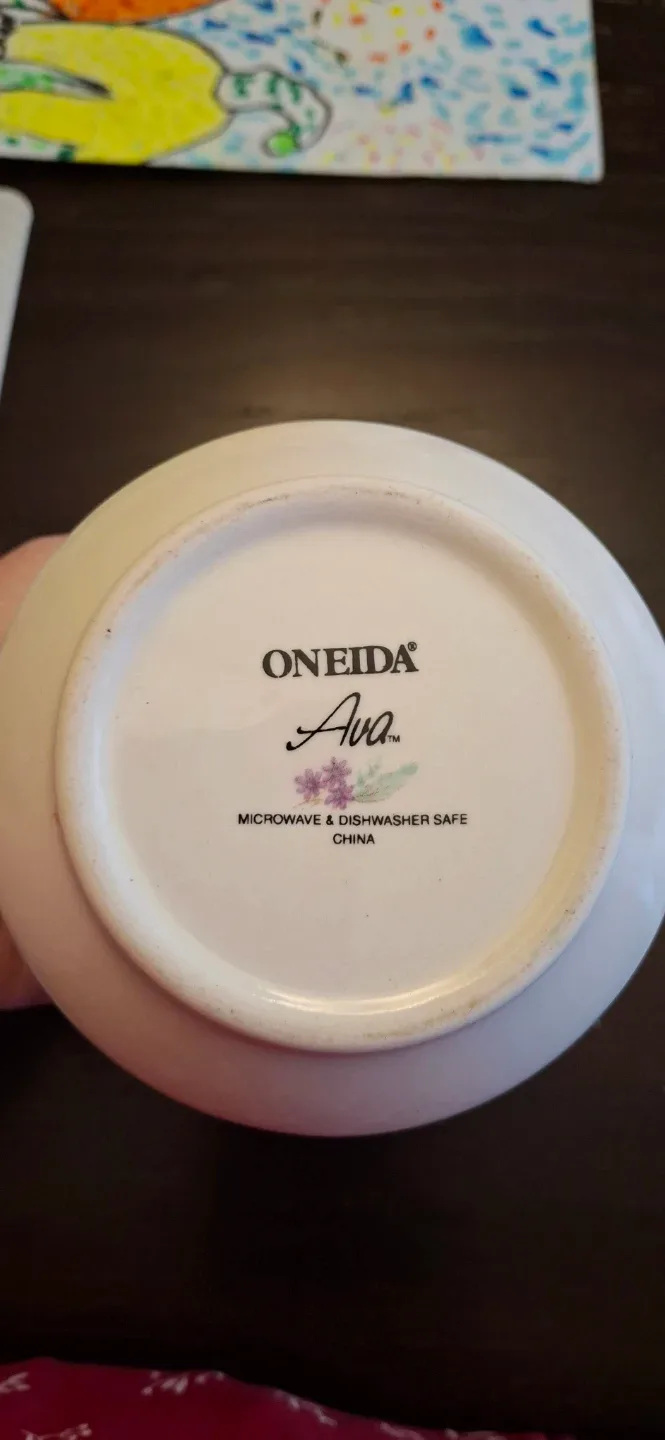 ONEIDA®
Ava™
MICROWAVE & DISHWASHER SAFE
CHINA